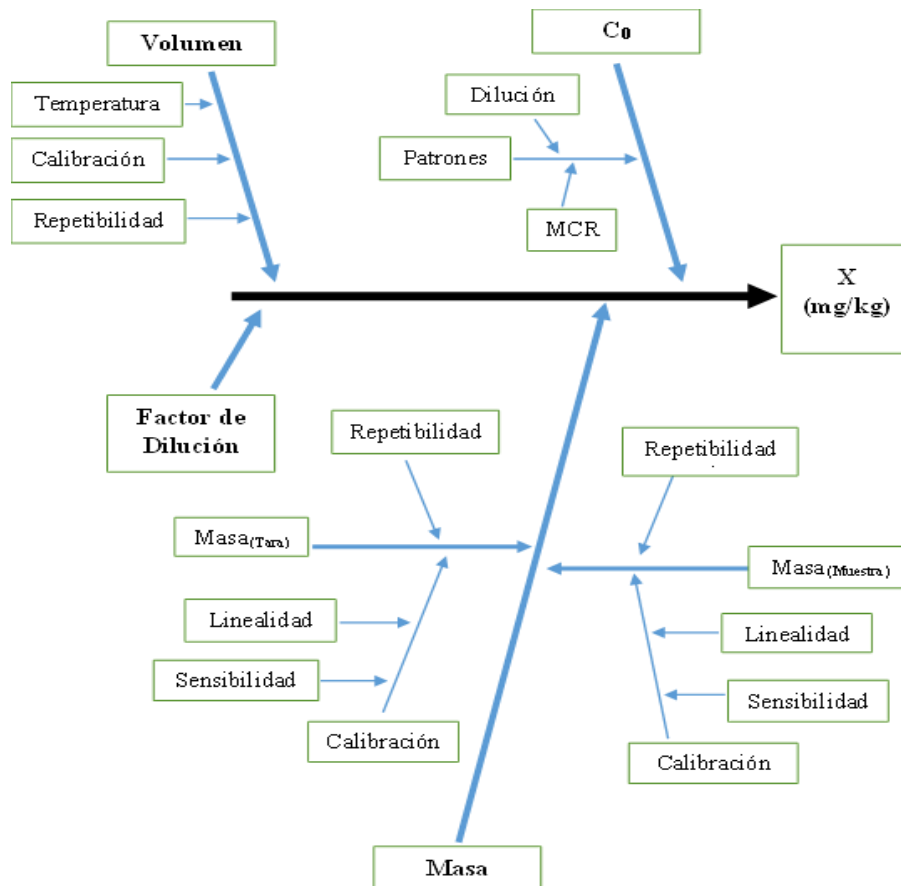 Volumen
C₀
Temperatura
Dilución
Calibración
Patrones
Repetibilidad
MCR
X
(mg/kg)
Factor de
Dilución
Repetibilidad
Repetibilidad
.
Masa(Tara)
Masa(Muestra)
Linealidad
Linealidad
Sensibilidad
Sensibilidad
Calibración
Calibración
Masa